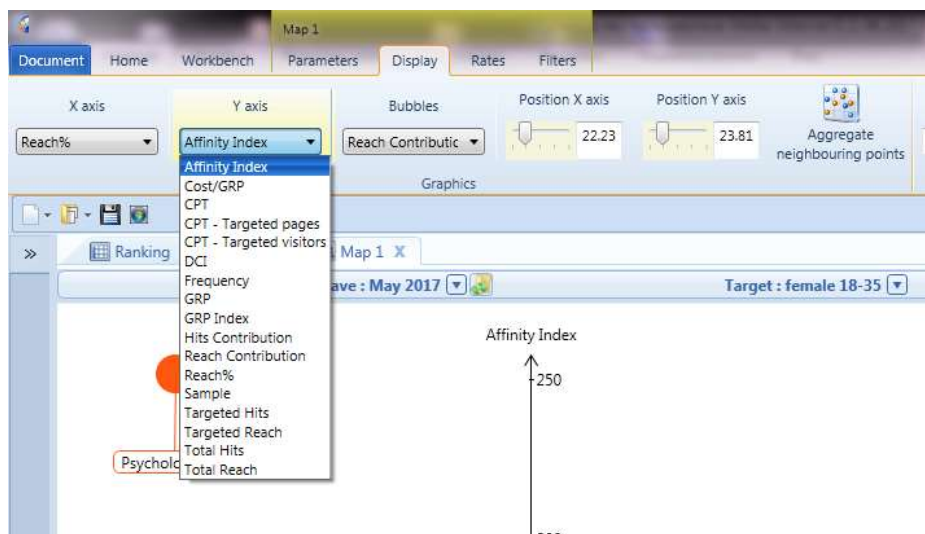 Map 1
Document Home Workbench Parameters Display Rates Filters
X axis Y axis Bubbles Position X axis Position Y axis
Reach% Affinity Index Reach Contributic 22.23 23.81 Aggregate
neighbouring points
Graphics
Affinity Index
Cost/GRP
CPT
CPT - Targeted pages
CPT - Targeted visitors
DCI
Frequency
GRP
GRP Index
Hits Contribution
Reach Contribution
Reach%
Sample
Targeted Hits
Targeted Reach
Total Hits
Total Reach
Ranking Map 1 X
ave : May 2017 Target : female 18-35
Affinity Index
250
Psycholo